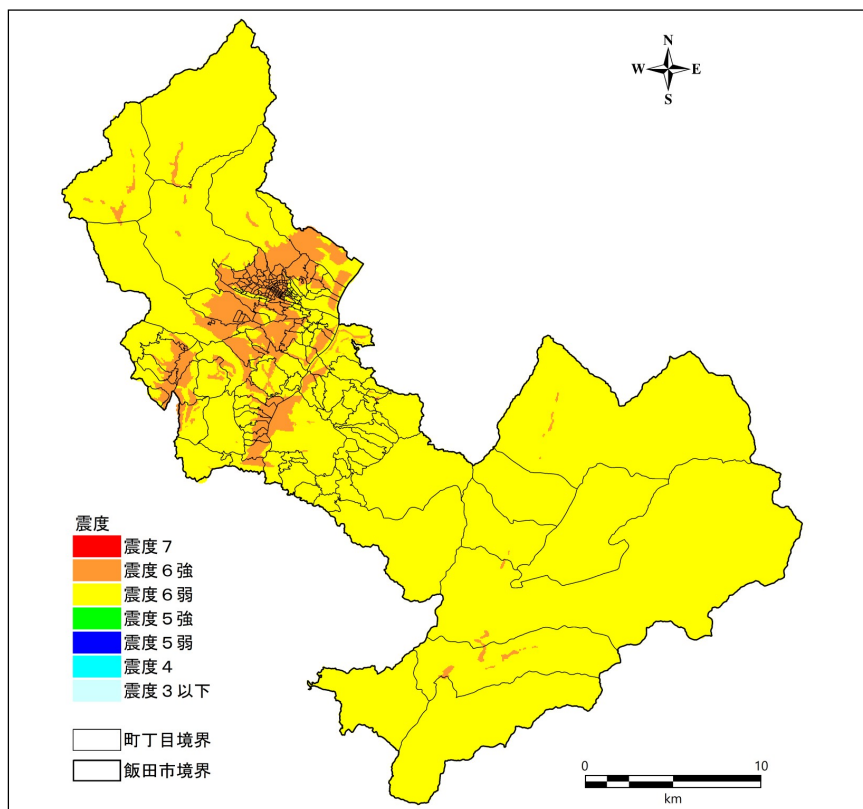 N
W E
S
震度
震度７
震度６強
震度６弱
震度５強
震度５弱
震度４
震度３以下
町丁目境界
飯田市境界
0 10
km